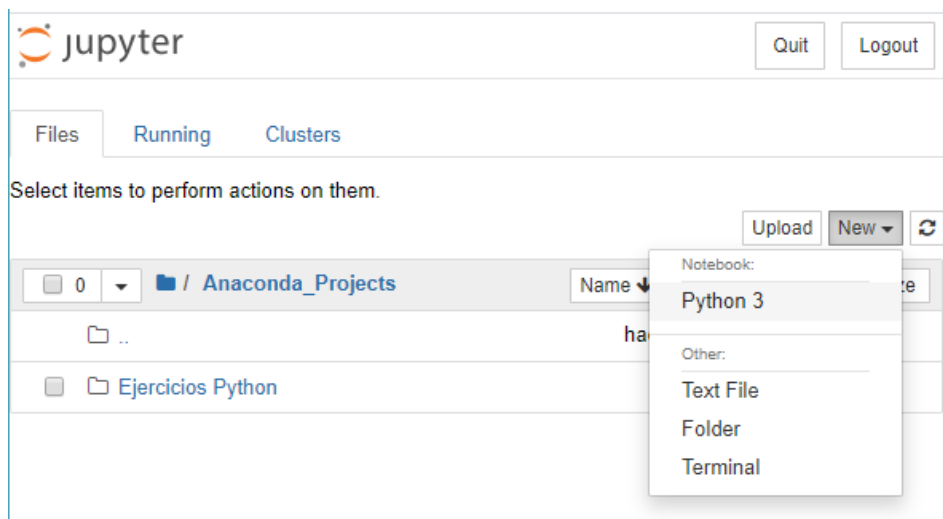 jupyter
Quit Logout
Files Running Clusters
Select items to perform actions on them.
Upload New
0 / Anaconda_Projects Name
Notebook:
Python 3
..
Other:
Ejercicios Python
Text File
Folder
Terminal